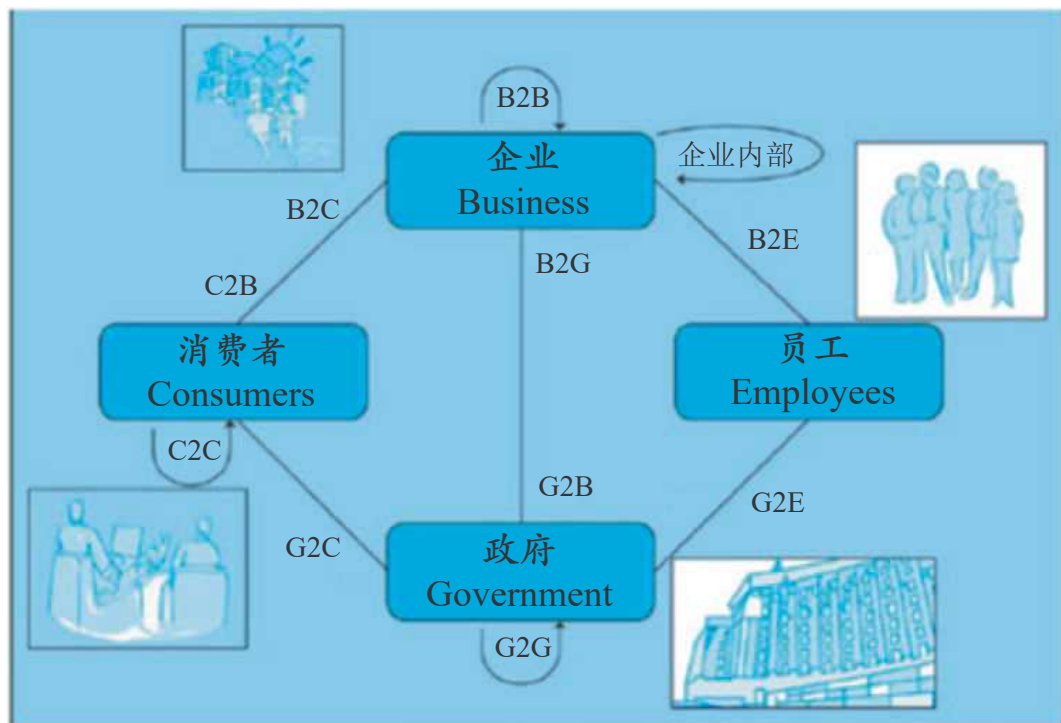 B2B
企业
Business
企业内部
B2C
B2E
B2G
C2B
消费者
Consumers
员工
Employees
C2C
G2B
G2E
G2C
政府
Government
G2G